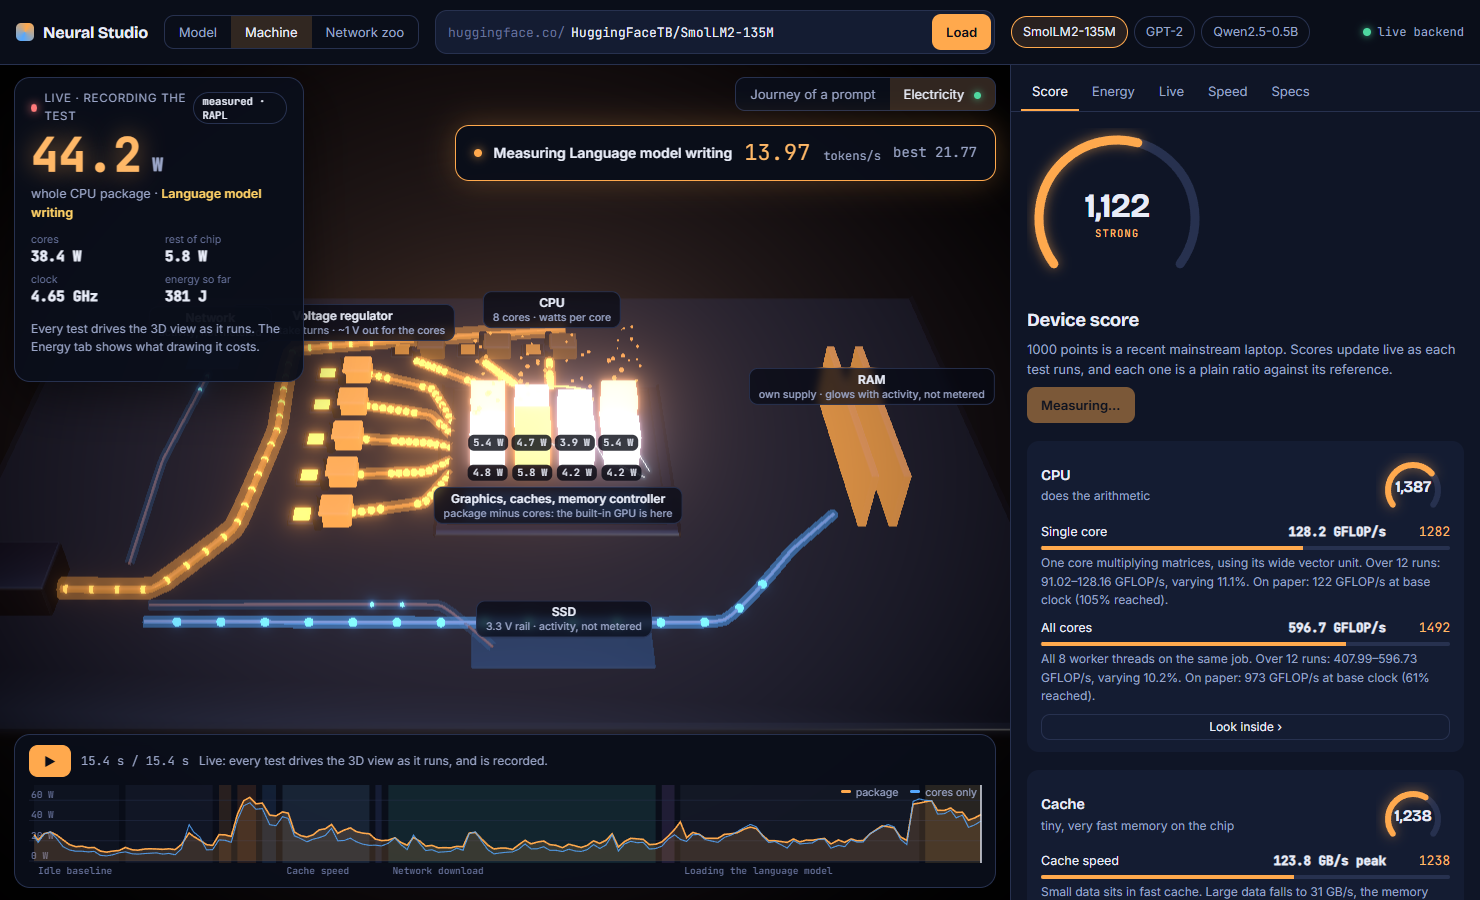 Neural Studio
Model
Machine
Network zoo
huggingface.co/ HuggingFaceTB/SmolLM2-135M
Load
SmolLM2-135M
GPT-2
Qwen2.5-0.5B
live backend
LIVE · RECORDING THE
TEST
measured ·
RAPL
44.2 W
whole CPU package · Language model
writing
cores
rest of chip
38.4 W
5.8 W
clock
energy so far
4.65 GHz
381 J
Every test drives the 3D view as it runs. The
Energy tab shows what drawing it costs.
Journey of a prompt
Electricity
Measuring Language model writing 13.97 tokens/s best 21.77
Network
Voltage regulator
turns · ~1 V out for the cores
CPU
8 cores · watts per core
RAM
own supply · glows with activity, not metered
5.4 W
4.7 W
3.9 W
5.4 W
4.8 W
5.8 W
4.2 W
4.2 W
Graphics, caches, memory controller
package minus cores: the built-in GPU is here
SSD
3.3 V rail · activity, not metered
15.4 s / 15.4 s Live: every test drives the 3D view as it runs, and is recorded.
package
cores only
60 W
40 W
20 W
0 W
Idle baseline
Cache speed
Network download
Loading the language model
Score
Energy
Live
Speed
Specs
1,122
STRONG
Device score
1000 points is a recent mainstream laptop. Scores update live as each
test runs, and each one is a plain ratio against its reference.
Measuring...
CPU
does the arithmetic
1,387
Single core 128.2 GFLOP/s 1282
One core multiplying matrices, using its wide vector unit. Over 12 runs:
91.02–128.16 GFLOP/s, varying 11.1%. On paper: 122 GFLOP/s at base
clock (105% reached).
All cores 596.7 GFLOP/s 1492
All 8 worker threads on the same job. Over 12 runs: 407.99–596.73
GFLOP/s, varying 10.2%. On paper: 973 GFLOP/s at base clock (61%
reached).
Look inside ›
Cache
tiny, very fast memory on the chip
1,238
Cache speed 123.8 GB/s peak 1238
Small data sits in fast cache. Large data falls to 31 GB/s, the memory